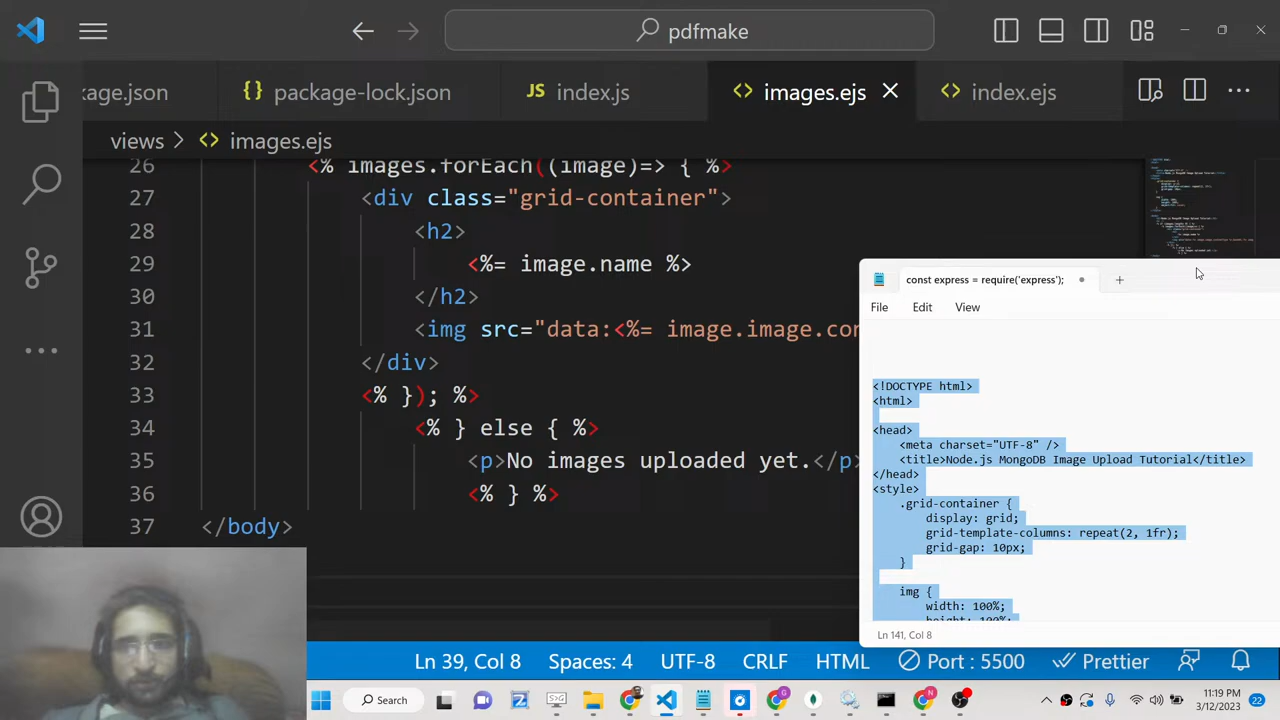 pdfmake
kage.json
{} package-lock.json
JS index.js
<> images.ejs
<> index.ejs
views > <> images.ejs
26 <% images.forEach((image)=> { %>
27 <div class="grid-container">
28 <h2>
29 <%= image.name %>
30 </h2>
31 <img src="data:<%= image.image.con
32 </div>
33 <% }); %>
34 <% } else { %>
35 <p>No images uploaded yet.</p>
36 <% } %>
37 </body>
const express = require('express');
File Edit View
<!DOCTYPE html>
<html>
<head>
<meta charset="UTF-8" />
<title>Node.js MongoDB Image Upload Tutorial</title>
</head>
<style>
.grid-container {
display: grid;
grid-template-columns: repeat(2, 1fr);
grid-gap: 10px;
}
img {
width: 100%;
height: 100%;
Ln 141, Col 8
Ln 39, Col 8 Spaces: 4 UTF-8 CRLF HTML Port : 5500 Prettier
Search
11:19 PM
3/12/2023
22